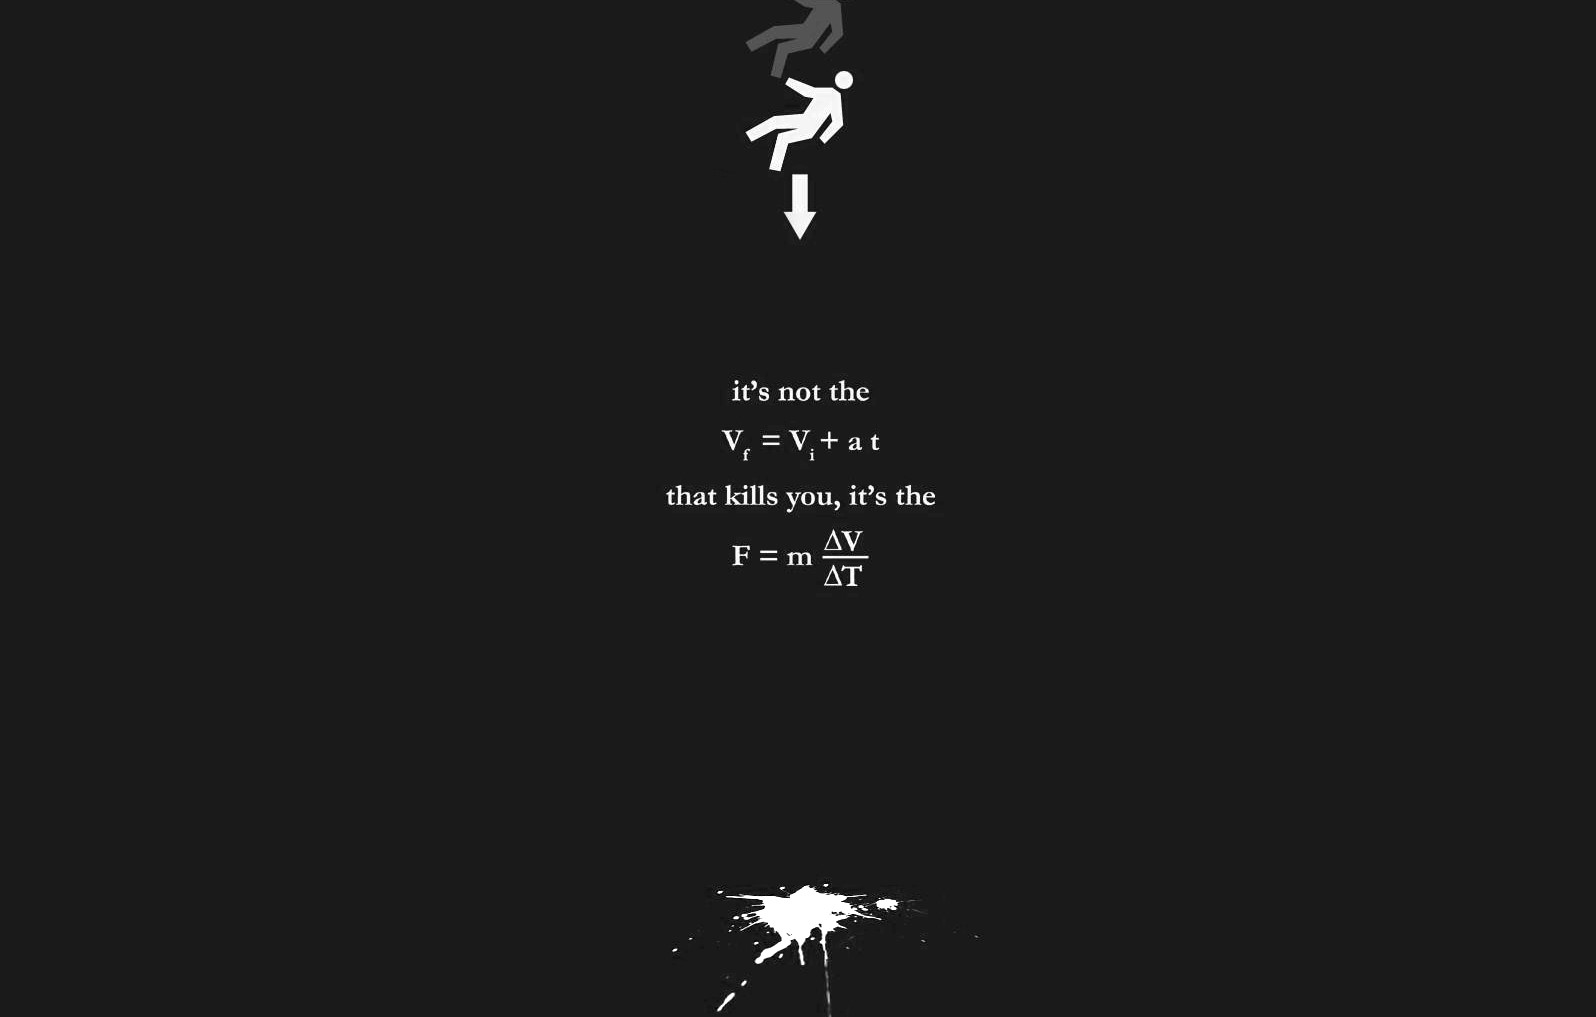 it’s not the
V_f = V_i + a t
that kills you, it’s the
F = m ΔV/ΔT